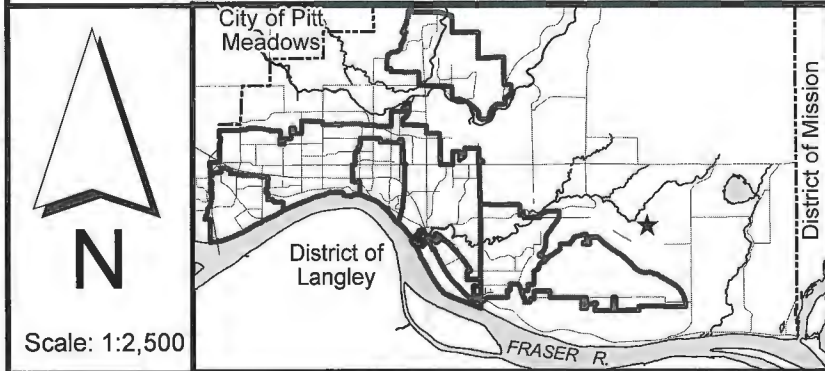 City of Pitt
Meadows
District of Mission
District of
Langley
N
Scale: 1:2,500
FRASER R.